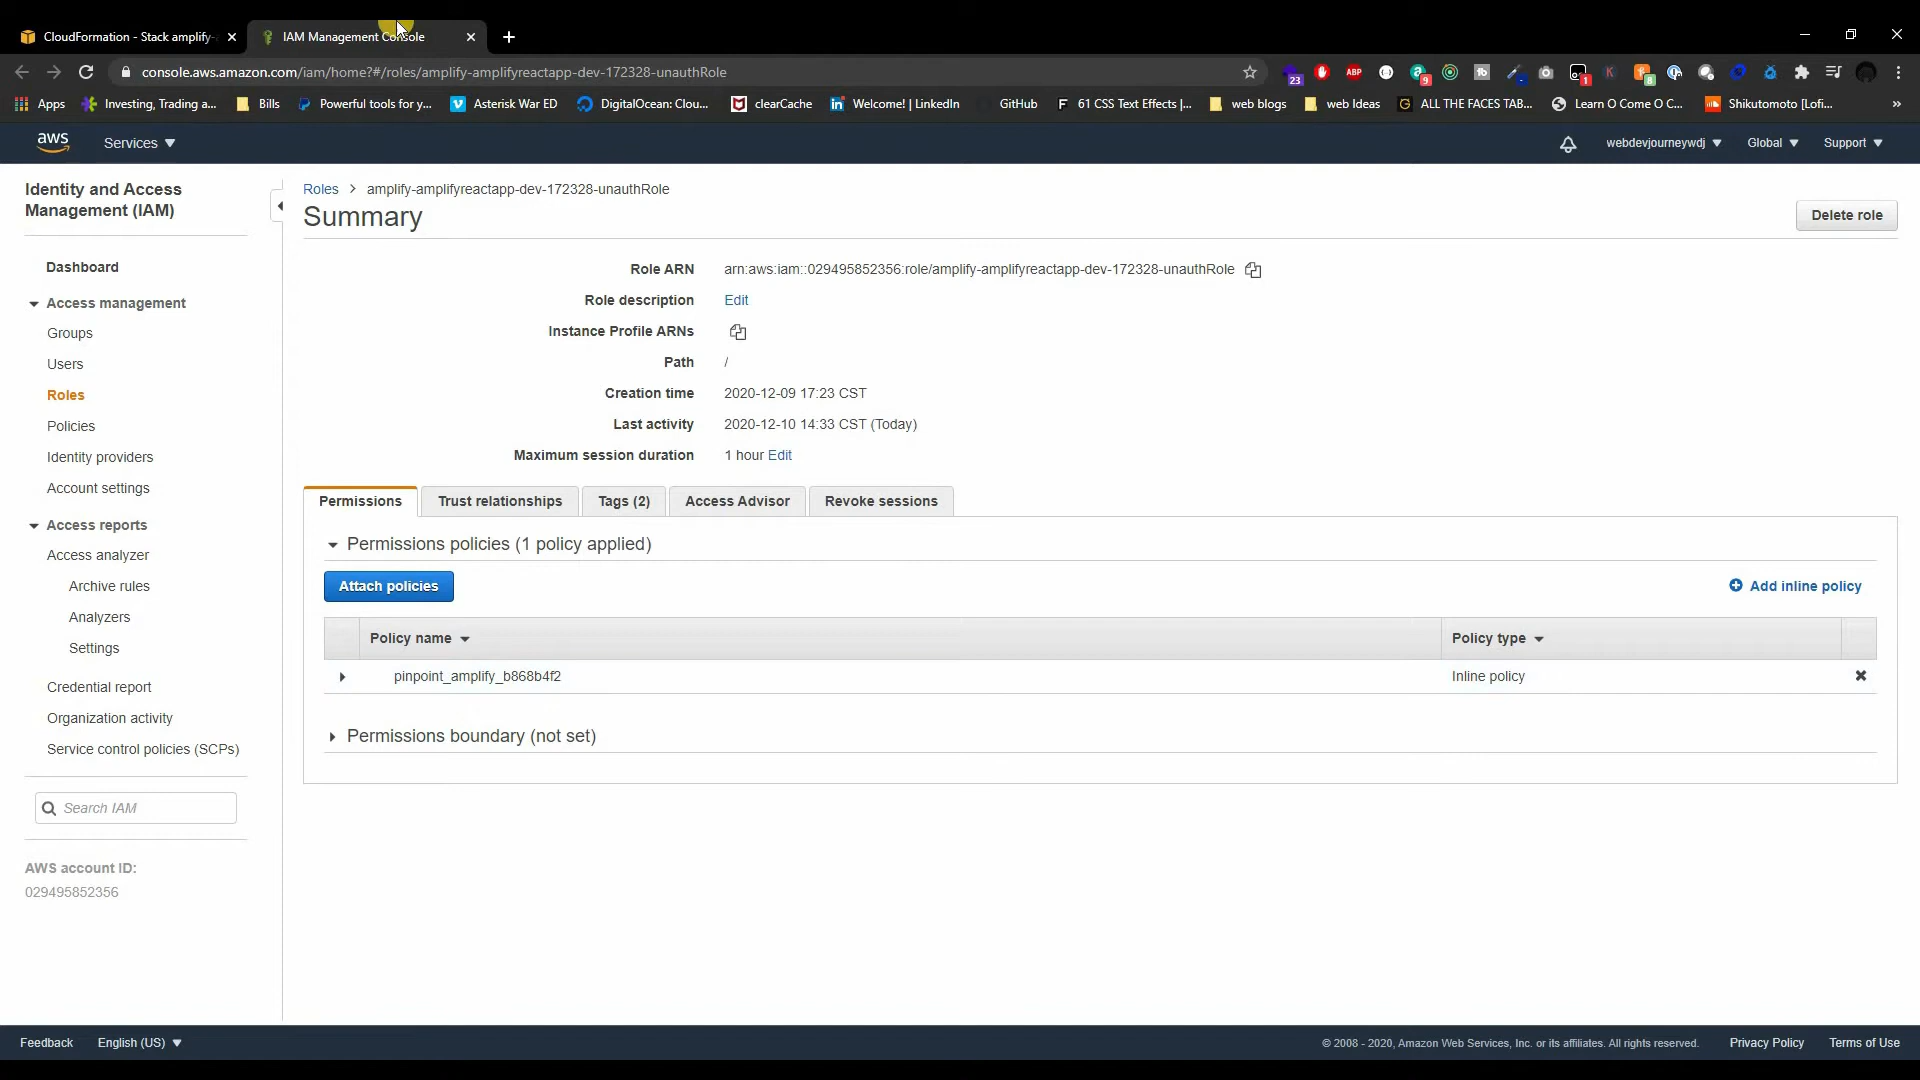 CloudFormation - Stack amplify-
IAM Management Console
console.aws.amazon.com/iam/home?#/roles/amplify-amplifyreactapp-dev-172328-unauthRole
23
ABP
9
1
8
Apps
Investing, Trading a...
Bills
Powerful tools for y...
Asterisk War ED
DigitalOcean: Clou...
clearCache
Welcome! | LinkedIn
GitHub
61 CSS Text Effects |...
web blogs
web Ideas
ALL THE FACES TAB...
Learn O Come O C...
Shikutomoto [Lofi...
»
aws
Services
webdevjourneywdj
Global
Support
Identity and Access
Management (IAM)
Dashboard
Access management
Groups
Users
Roles
Policies
Identity providers
Account settings
Access reports
Access analyzer
Archive rules
Analyzers
Settings
Credential report
Organization activity
Service control policies (SCPs)
Search IAM
AWS account ID:
029495852356
Roles > amplify-amplifyreactapp-dev-172328-unauthRole
Summary
Delete role
Role ARN arn:aws:iam::029495852356:role/amplify-amplifyreactapp-dev-172328-unauthRole
Role description Edit
Instance Profile ARNs
Path /
Creation time 2020-12-09 17:23 CST
Last activity 2020-12-10 14:33 CST (Today)
Maximum session duration 1 hour Edit
Permissions
Trust relationships
Tags (2)
Access Advisor
Revoke sessions
Permissions policies (1 policy applied)
Attach policies
Add inline policy
Policy name
Policy type
pinpoint_amplify_b868b4f2
Inline policy
Permissions boundary (not set)
Feedback
English (US)
© 2008 - 2020, Amazon Web Services, Inc. or its affiliates. All rights reserved.
Privacy Policy
Terms of Use